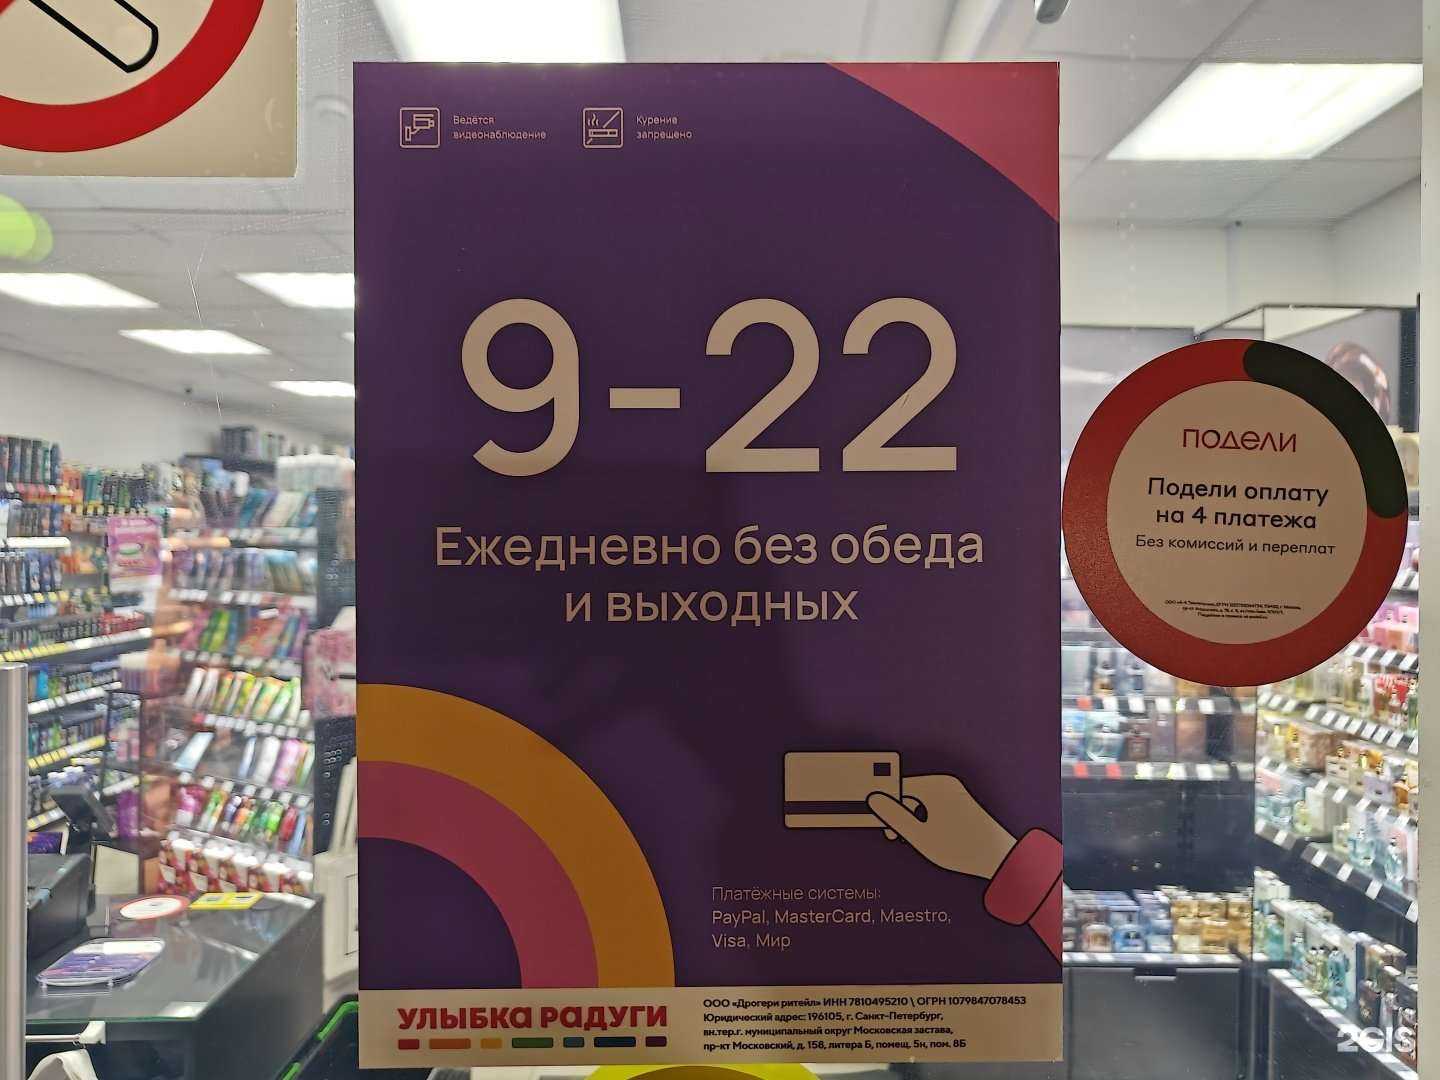 Ведётся
видеонаблюдение
Курение
запрещено
9-22
Ежедневно без обеда
и выходных
Платёжные системы:
PayPal, MasterCard, Maestro,
Visa, Мир
УЛЫБКА РАДУГИ
ООО «Дрогери ритейл» ИНН 7810495210 \ ОГРН 1079847078453
Юридический адрес: 196105, г. Санкт-Петербург,
вн.тер.г. муниципальный округ Московская застава,
пр-кт Московский, д. 158, литера Б, помещ. 5н, пом. 8Б
ПОДЕЛИ
Подели оплату
на 4 платежа
Без комиссий и переплат
2GIS